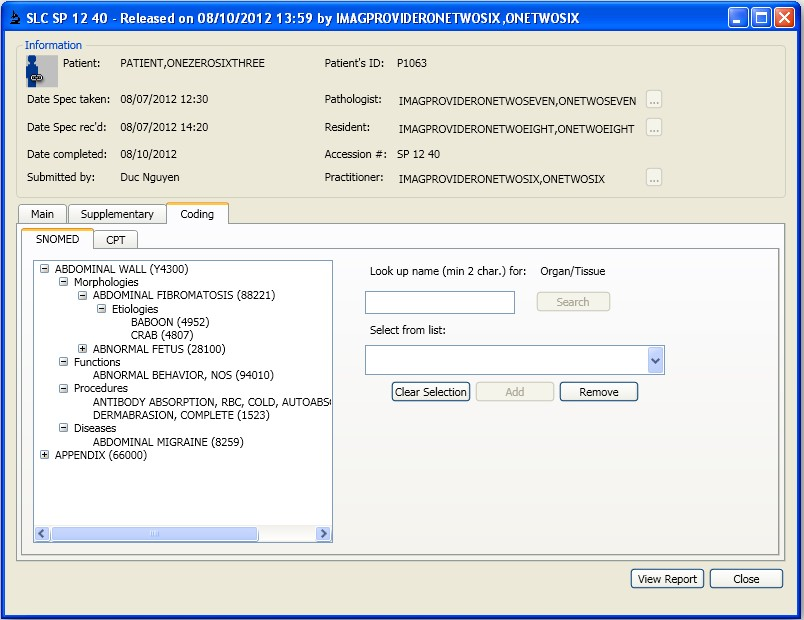 SLC SP 12 40 - Released on 08/10/2012 13:59 by IMAGPROVIDERONETWOSIX,ONETWOSIX
Information
Patient: PATIENT,ONEZEROSIXTHREE Patient's ID: P1063
Date Spec taken: 08/07/2012 12:30 Pathologist: IMAGPROVIDERONETWOSEVEN,ONETWOSEVEN ...
Date Spec rec'd: 08/07/2012 14:20 Resident: IMAGPROVIDERONETWOEIGHT,ONETWOEIGHT ...
Date completed: 08/10/2012 Accession #: SP 12 40
Submitted by: Duc Nguyen Practitioner: IMAGPROVIDERONETWOSIX,ONETWOSIX ...
Main Supplementary Coding
SNOMED CPT
ABDOMINAL WALL (Y4300)
Morphologies
ABDOMINAL FIBROMATOSIS (88221)
Etiologies
BABOON (4952)
CRAB (4807)
ABNORMAL FETUS (28100)
Functions
ABNORMAL BEHAVIOR, NOS (94010)
Procedures
ANTIBODY ABSORPTION, RBC, COLD, AUTOABS
DERMABRASION, COMPLETE (1523)
Diseases
ABDOMINAL MIGRAINE (8259)
APPENDIX (66000)
Look up name (min 2 char.) for: Organ/Tissue
Search
Select from list:
Clear Selection Add Remove
View Report Close